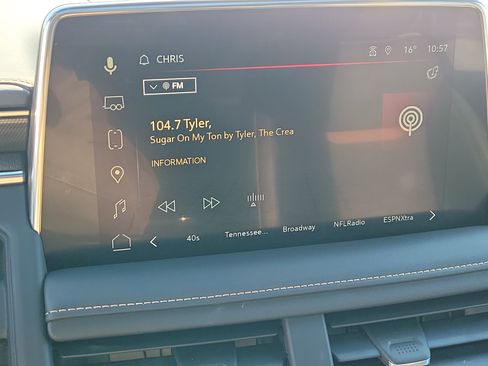 CHRIS
16° 10:57
FM
104.7 Tyler,
Sugar On My Ton by Tyler, The Crea
INFORMATION
40s Tennessee... Broadway NFLRadio ESPNXtra